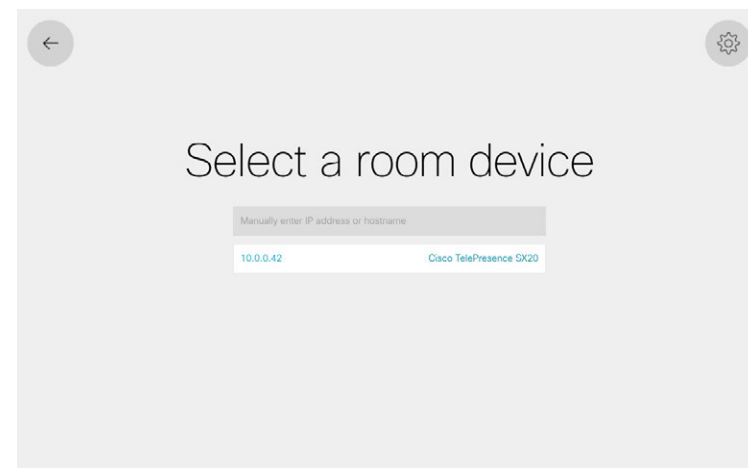 Select a room device
Manually enter IP address or hostname
10.0.0.42 Cisco TelePresence SX20